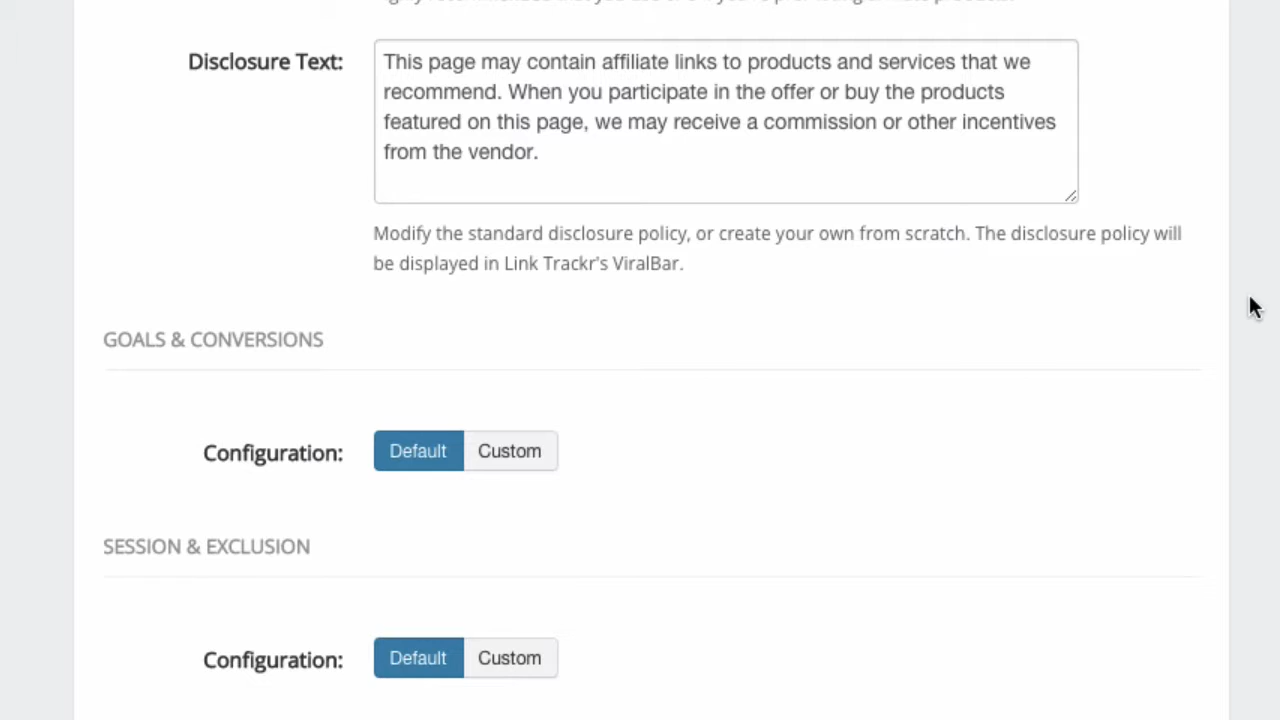 Disclosure Text:
This page may contain affiliate links to products and services that we
recommend. When you participate in the offer or buy the products
featured on this page, we may receive a commission or other incentives
from the vendor.
Modify the standard disclosure policy, or create your own from scratch. The disclosure policy will
be displayed in Link Trackr's ViralBar.
GOALS & CONVERSIONS
Configuration: Default Custom
SESSION & EXCLUSION
Configuration: Default Custom